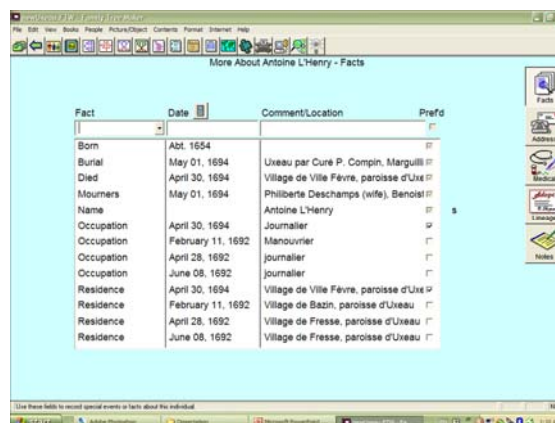 Family Tree Maker
File Edit View Books People Picture/Object Contents Format Internet Help
More About Antoine L'Henry - Facts
Fact Date Comment/Location Pref'd
Born Abt. 1654
Burial May 01, 1694 Uxeau par Curé P. Compin, Marguilli
Died April 30, 1694 Village de Ville Fèvre, paroisse d'Uxe
Mourners May 01, 1694 Philiberte Deschamps (wife), Benoist
Name Antoine L'Henry s
Occupation April 30, 1694 Journalier
Occupation February 11, 1692 Manouvrier
Occupation April 28, 1692 journalier
Occupation June 08, 1692 journalier
Residence April 30, 1694 Village de Ville Fèvre, paroisse d'Uxe
Residence February 11, 1692 Village de Bazin, paroisse d'Uxeau
Residence April 28, 1692 Village de Fresse, paroisse d'Uxeau
Residence June 08, 1692 Village de Fresse, paroisse d'Uxeau
Facts
Address
Medical
Lineage
Notes
Use these fields to record special events or facts about this individual